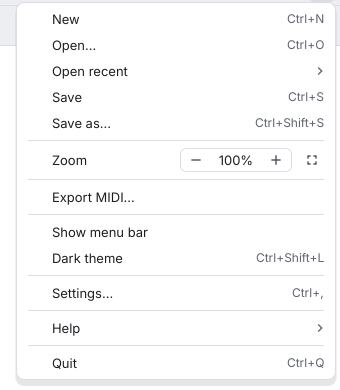 New Ctrl+N
Open... Ctrl+O
Open recent
Save Ctrl+S
Save as... Ctrl+Shift+S
Zoom − 100% +
Export MIDI...
Show menu bar
Dark theme Ctrl+Shift+L
Settings... Ctrl+,
Help
Quit Ctrl+Q